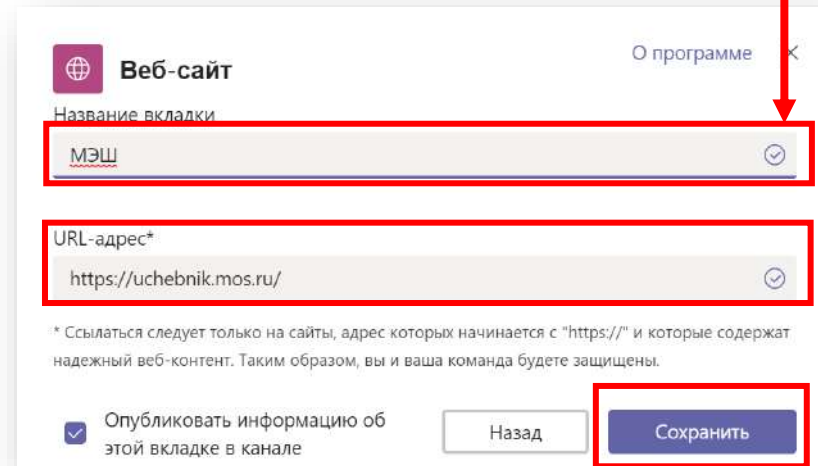 Веб-сайт
О программе
Название вкладки
МЭШ
URL-адрес*
https://uchebnik.mos.ru/
* Ссылаться следует только на сайты, адрес которых начинается с "https://" и которые содержат
надежный веб-контент. Таким образом, вы и ваша команда будете защищены.
Опубликовать информацию об
этой вкладке в канале
Назад
Сохранить